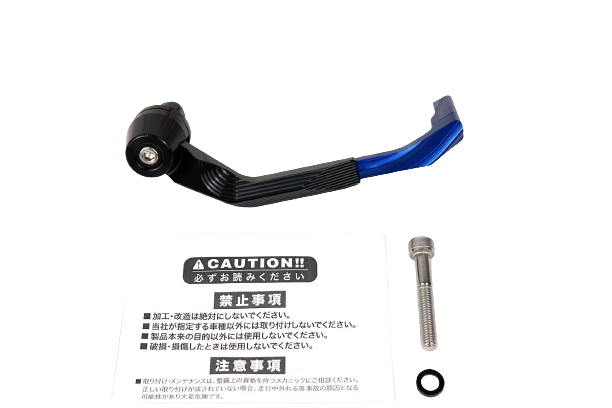 ⚠CAUTION!!
必ずお読みください
禁止事項
■加工・改造は絶対にしないでください。
■当社が指定する車種以外には取り付けしないでください。
■製品本来の目的以外には使用しないでください。
■破損・損傷したときは使用しないでください。
注意事項
■取り付け・メンテナンスは、整備上の資格を持つメカニックにご相談ください。
正しい取り付けが成されていない場合、走行中外れる等事故の原因となる
可能性があり大変危険です。